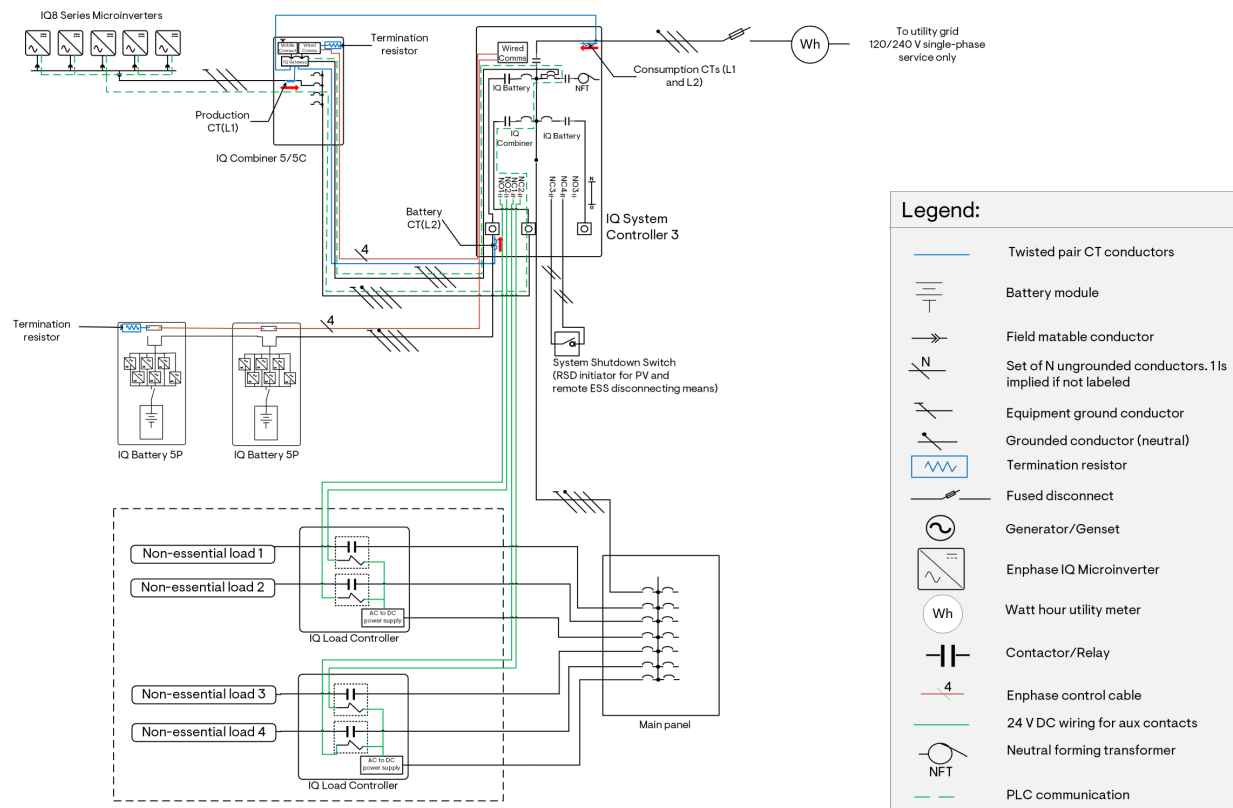 IQ8 Series Microinverters
Mobile
Connect
Wired
Comms
IQ Gateway
Termination
resistor
Production
CT(L1)
IQ Combiner 5/5C
Wired
Comms
IQ Battery
NFT
IQ
Combiner
IQ Battery
NO1
NO2
NC1
NC2
NC3
NC4
NO3
N
G
Consumption CTs (L1
and L2)
Wh
To utility grid
120/240 V single-phase
service only
Battery
CT(L2)
IQ System
Controller 3
4
4
Termination
resistor
IQ Battery 5P
IQ Battery 5P
System Shutdown Switch
(RSD initiator for PV and
remote ESS disconnecting means)
Non-essential load 1
Non-essential load 2
AC to DC
power supply
IQ Load Controller
Non-essential load 3
Non-essential load 4
AC to DC
power supply
IQ Load Controller
Main panel
Legend:
Twisted pair CT conductors
Battery module
Field matable conductor
N
Set of N ungrounded conductors. 1 Is
implied if not labeled
Equipment ground conductor
Grounded conductor (neutral)
Termination resistor
Fused disconnect
Generator/Genset
Enphase IQ Microinverter
Wh
Watt hour utility meter
Contactor/Relay
4
Enphase control cable
24 V DC wiring for aux contacts
NFT
Neutral forming transformer
PLC communication